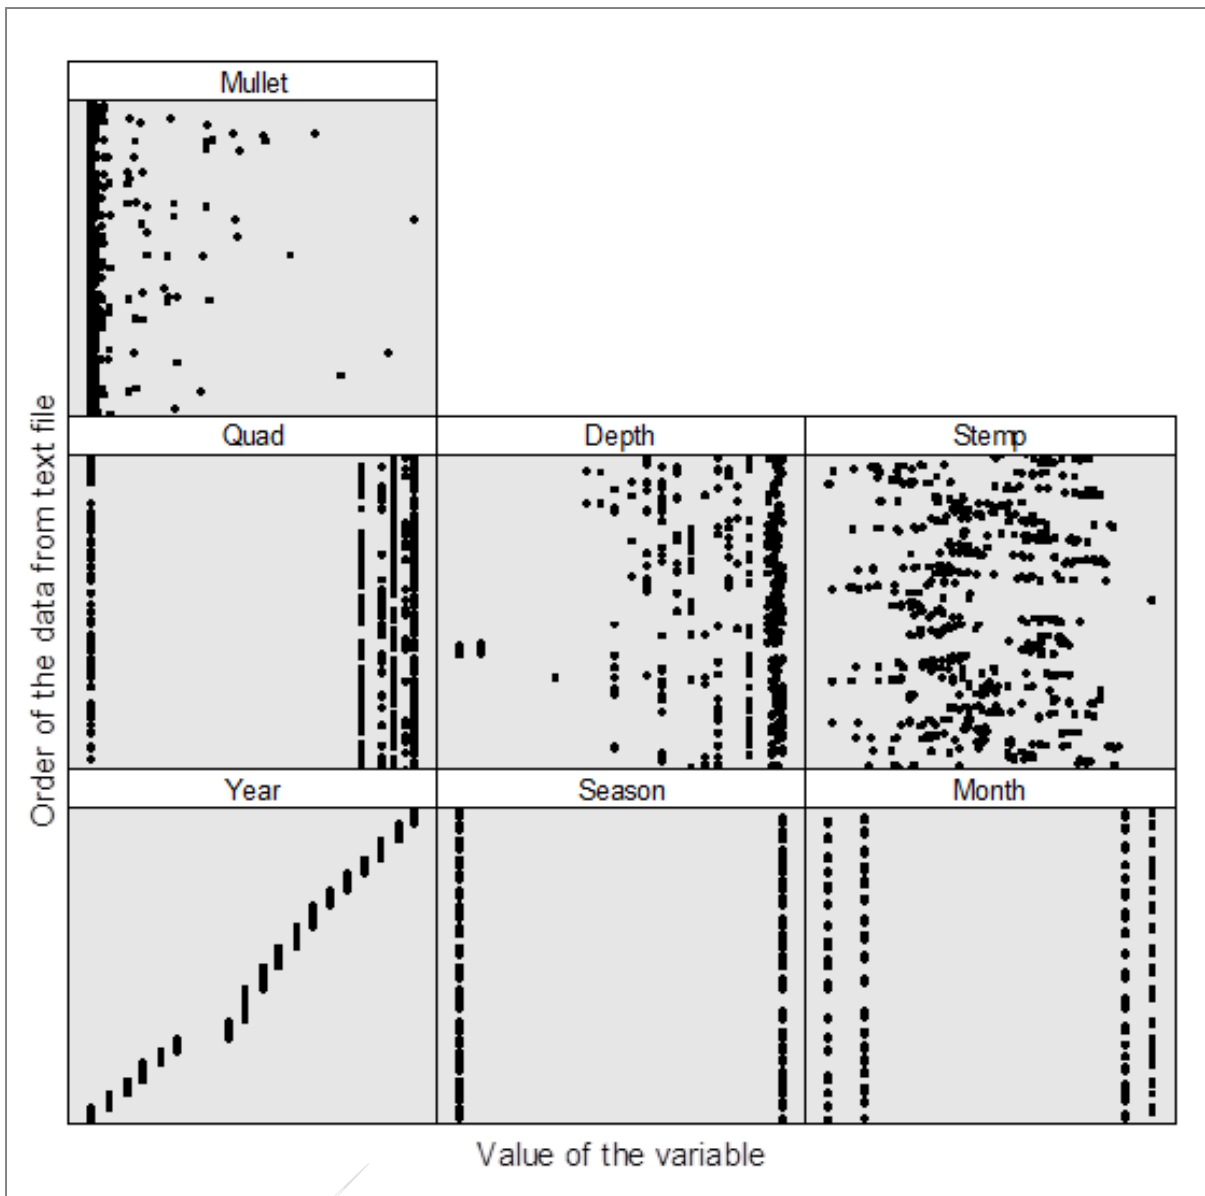 Mullet
Quad
Depth
Stemp
Year
Season
Month
Order of the data from text file
Value of the variable